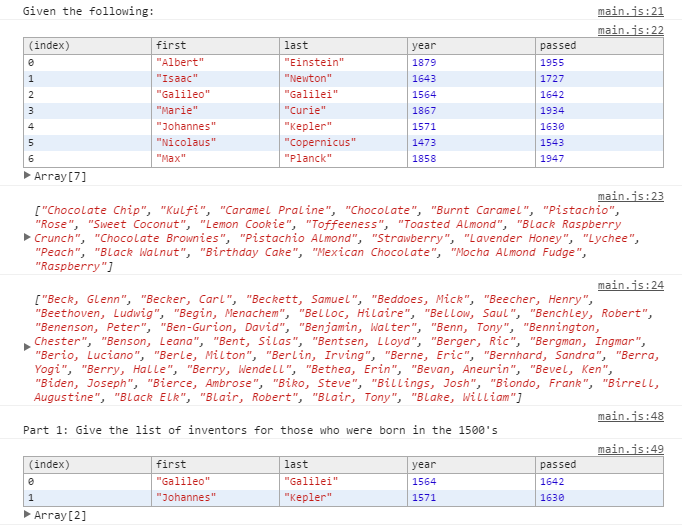 Given the following: main.js:21
main.js:22
(index) first last year passed
0 "Albert" "Einstein" 1879 1955
1 "Isaac" "Newton" 1643 1727
2 "Galileo" "Galilei" 1564 1642
3 "Marie" "Curie" 1867 1934
4 "Johannes" "Kepler" 1571 1630
5 "Nicolaus" "Copernicus" 1473 1543
6 "Max" "Planck" 1858 1947
Array[7]
main.js:23
["Chocolate Chip", "Kulfi", "Caramel Praline", "Chocolate", "Burnt Caramel", "Pistachio",
"Rose", "Sweet Coconut", "Lemon Cookie", "Toffeeness", "Toasted Almond", "Black Raspberry
Crunch", "Chocolate Brownies", "Pistachio Almond", "Strawberry", "Lavender Honey", "Lychee",
"Peach", "Black Walnut", "Birthday Cake", "Mexican Chocolate", "Mocha Almond Fudge",
"Raspberry"]
main.js:24
["Beck, Glenn", "Becker, Carl", "Beckett, Samuel", "Beddoes, Mick", "Beecher, Henry",
"Beethoven, Ludwig", "Begin, Menachem", "Belloc, Hilaire", "Bellow, Saul", "Benchley, Robert",
"Benenson, Peter", "Ben-Gurion, David", "Benjamin, Walter", "Benn, Tony", "Bennington,
Chester", "Benson, Leana", "Bent, Silas", "Bentsen, Lloyd", "Berger, Ric", "Bergman, Ingmar",
"Berio, Luciano", "Berle, Milton", "Berlin, Irving", "Berne, Eric", "Bernhard, Sandra", "Berra,
Yogi", "Berry, Halle", "Berry, Wendell", "Bethea, Erin", "Bevan, Aneurin", "Bevel, Ken",
"Biden, Joseph", "Bierce, Ambrose", "Biko, Steve", "Billings, Josh", "Biondo, Frank", "Birrell,
Augustine", "Black Elk", "Blair, Robert", "Blair, Tony", "Blake, William"]
main.js:48
Part 1: Give the list of inventors for those who were born in the 1500's
main.js:49
(index) first last year passed
0 "Galileo" "Galilei" 1564 1642
1 "Johannes" "Kepler" 1571 1630
Array[2]